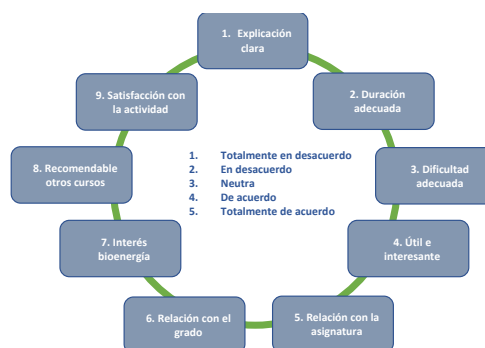 1. Explicación
clara
2. Duración
adecuada
3. Dificultad
adecuada
4. Útil e
interesante
5. Relación con la
asignatura
6. Relación con el
grado
7. Interés
bioenergía
8. Recomendable
otros cursos
9. Satisfacción con
la actividad
1. Totalmente en desacuerdo
2. En desacuerdo
3. Neutra
4. De acuerdo
5. Totalmente de acuerdo